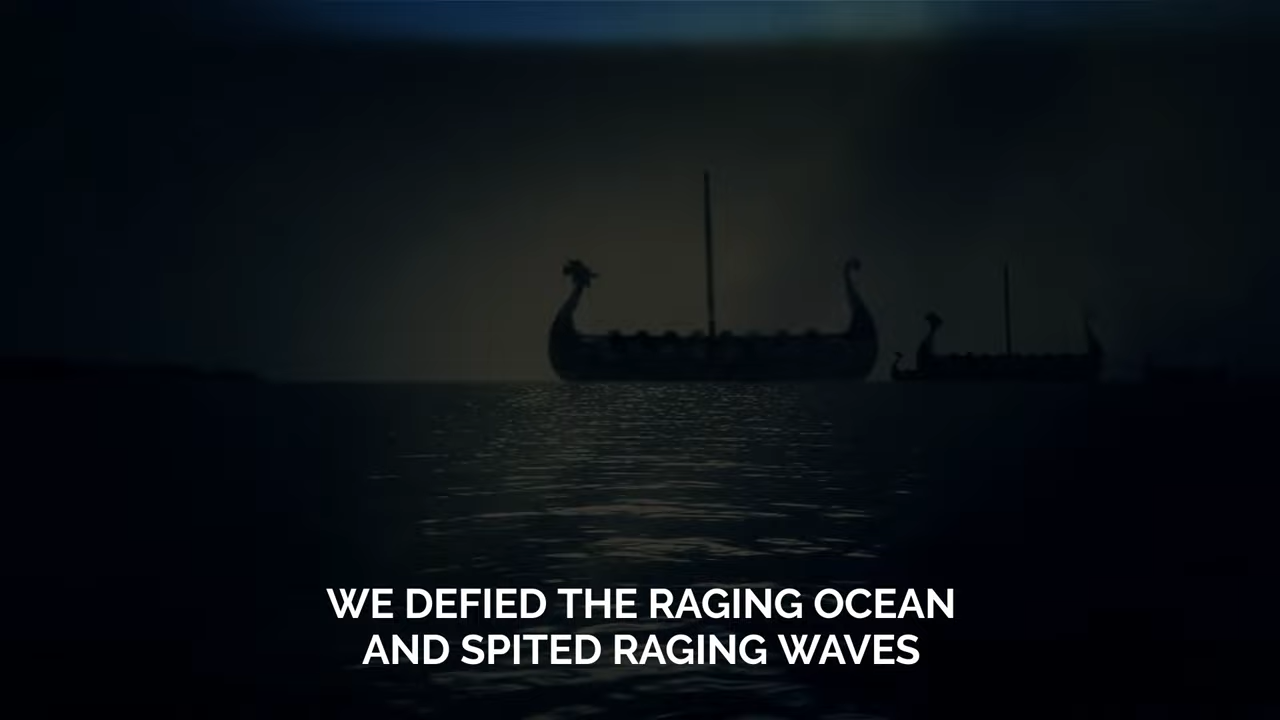 WE DEFIED THE RAGING OCEAN
AND SPITED RAGING WAVES